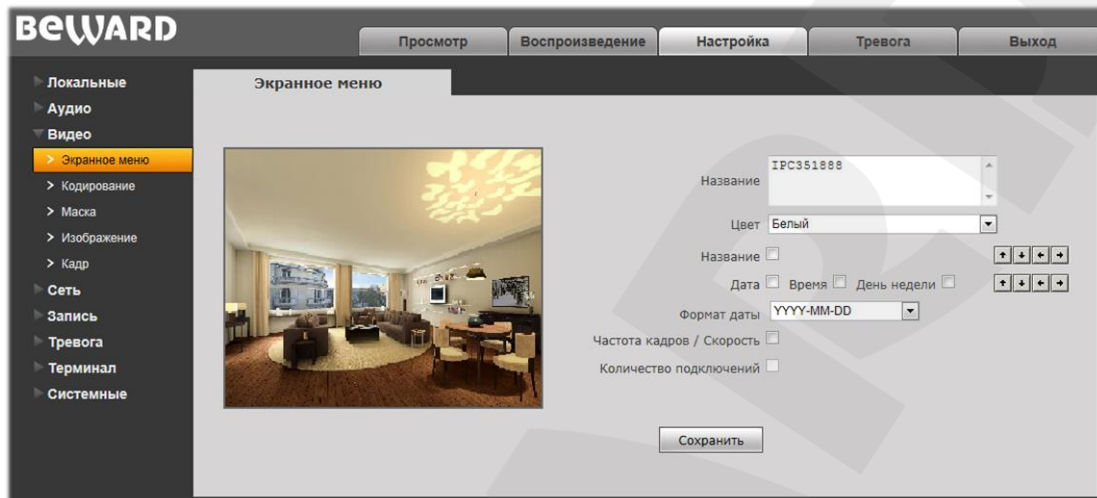 BEWARD
Просмотр Воспроизведение Настройка Тревога Выход
Экранное меню
Локальные
Аудио
Видео
Экранное меню
Кодирование
Маска
Изображение
Кадр
Сеть
Запись
Тревога
Терминал
Системные
Название IPC351888
Цвет Белый
Название
Дата Время День недели
Формат даты YYYY-MM-DD
Частота кадров / Скорость
Количество подключений
Сохранить